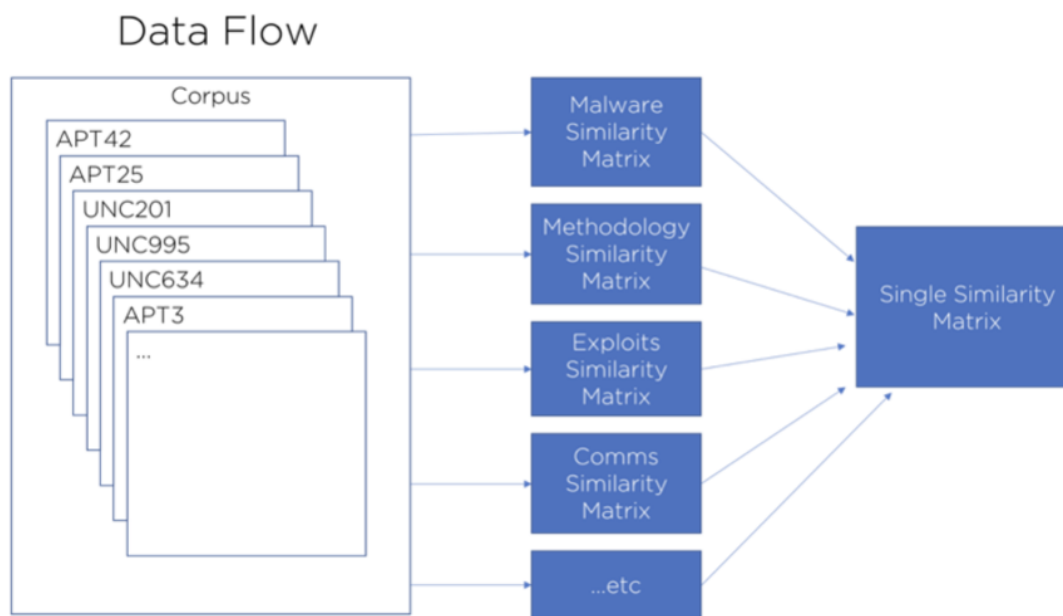 Data Flow
Corpus
APT42
APT25
UNC201
UNC995
UNC634
APT3
...
Malware
Similarity
Matrix
Methodology
Similarity
Matrix
Exploits
Similarity
Matrix
Comms
Similarity
Matrix
...etc
Single Similarity
Matrix